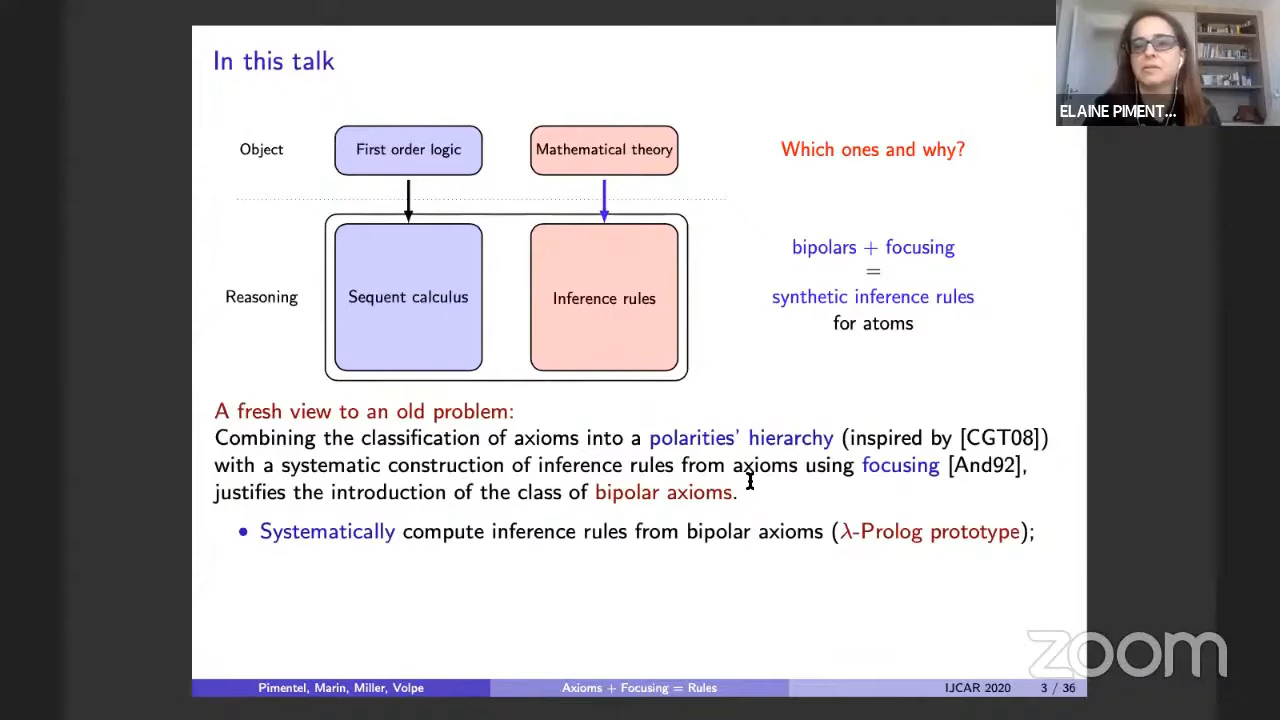 In this talk
ELAINE PIMENT...
Object
First order logic
Mathematical theory
Which ones and why?
Reasoning
Sequent calculus
Inference rules
bipolars + focusing
=
synthetic inference rules
for atoms
A fresh view to an old problem:
Combining the classification of axioms into a polarities' hierarchy (inspired by [CGT08])
with a systematic construction of inference rules from axioms using focusing [And92],
justifies the introduction of the class of bipolar axioms.
• Systematically compute inference rules from bipolar axioms (λ-Prolog prototype);
zoom
Pimentel, Marin, Miller, Volpe
Axioms + Focusing = Rules
IJCAR 2020
3 / 36